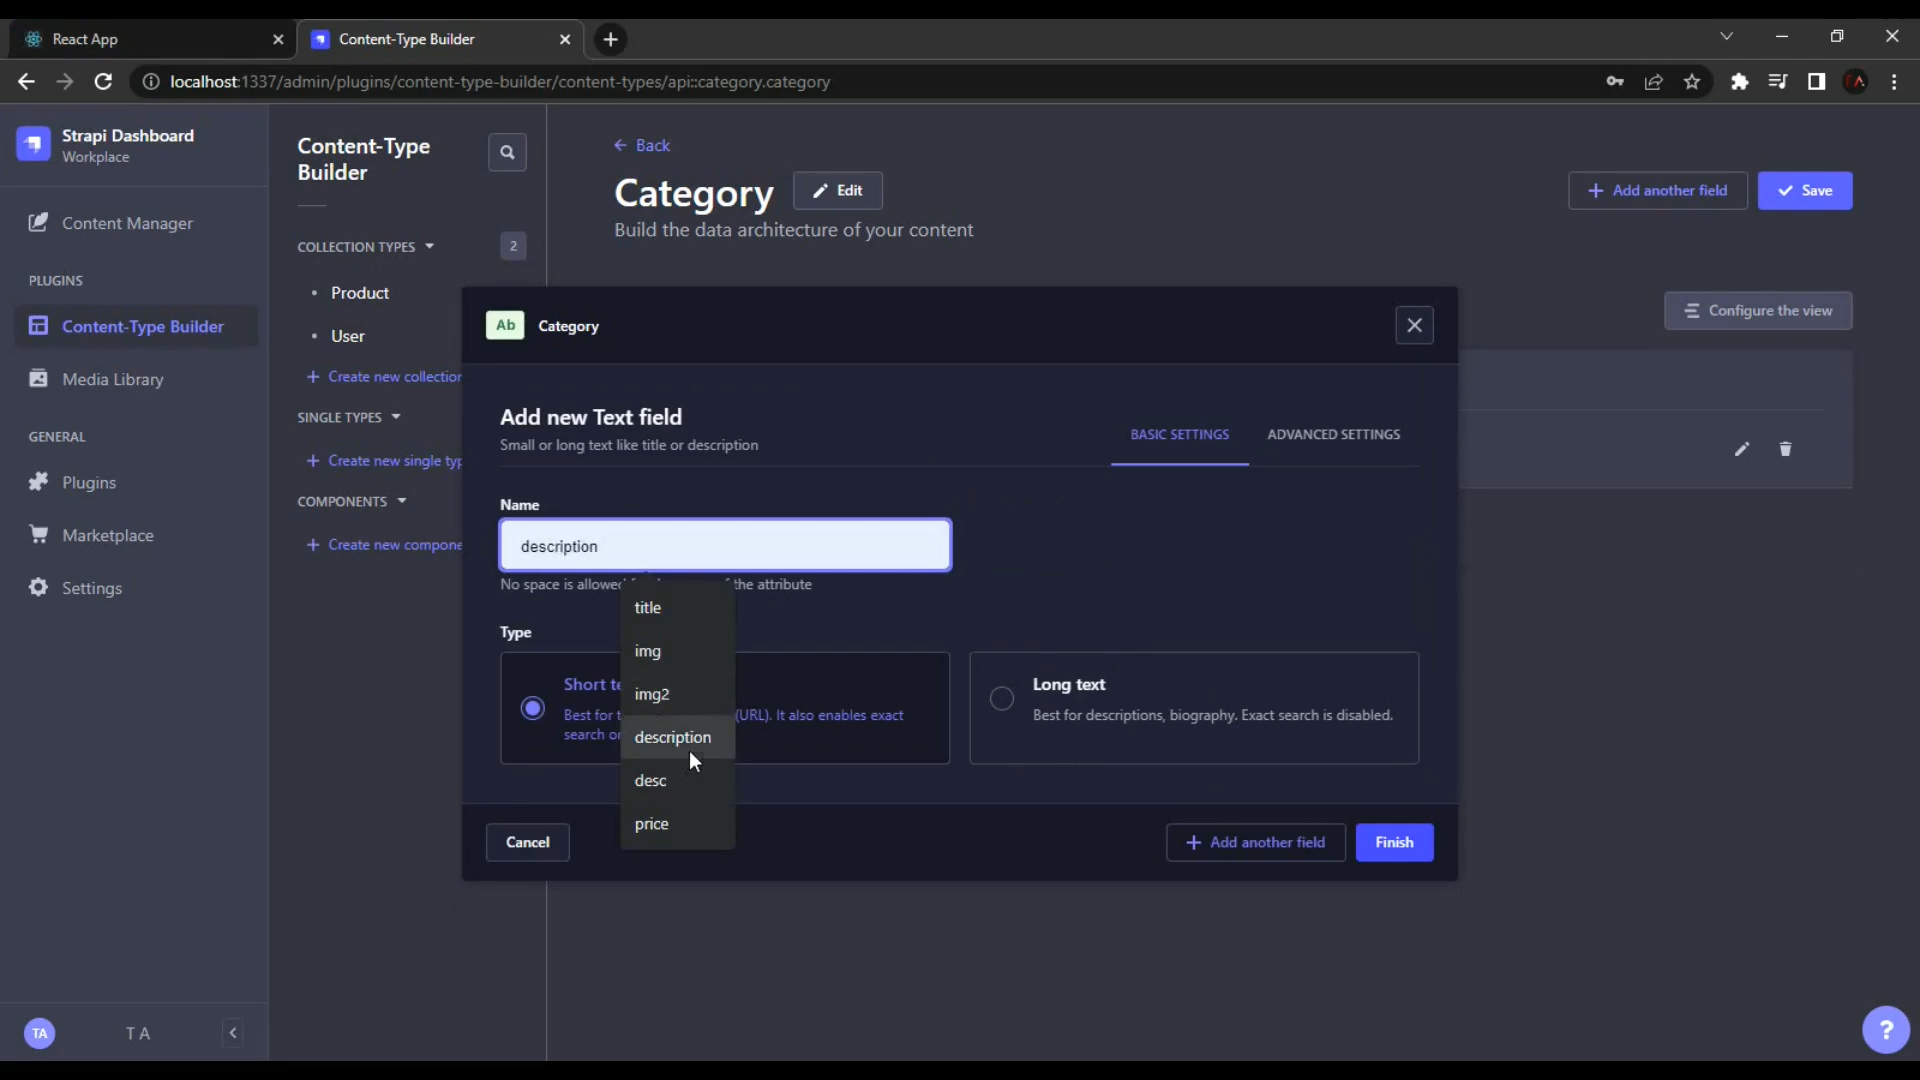 React App
Content-Type Builder
localhost:1337/admin/plugins/content-type-builder/content-types/api::category.category
Strapi Dashboard
Workplace
Content Manager
PLUGINS
Content-Type Builder
Media Library
GENERAL
Plugins
Marketplace
Settings
TA
T A
Content-Type
Builder
COLLECTION TYPES
2
Product
User
+ Create new collection
SINGLE TYPES
+ Create new single typ
COMPONENTS
+ Create new compone
← Back
Category
Edit
Build the data architecture of your content
+ Add another field
Save
Configure the view
Ab
Category
Add new Text field
Small or long text like title or description
BASIC SETTINGS
ADVANCED SETTINGS
Name
description
No space is allowed the attribute
title
img
img2
description
desc
price
Type
Short te
Best for t (URL). It also enables exact
search o
Long text
Best for descriptions, biography. Exact search is disabled.
Cancel
+ Add another field
Finish
?